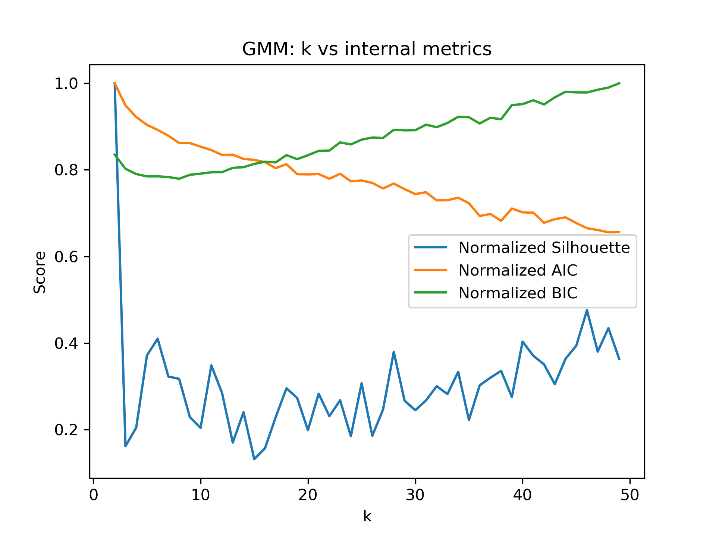 GMM: k vs internal metrics
1.0
0.8
0.6
0.4
0.2
Score
Normalized Silhouette
Normalized AIC
Normalized BIC
0
10
20
30
40
50
k